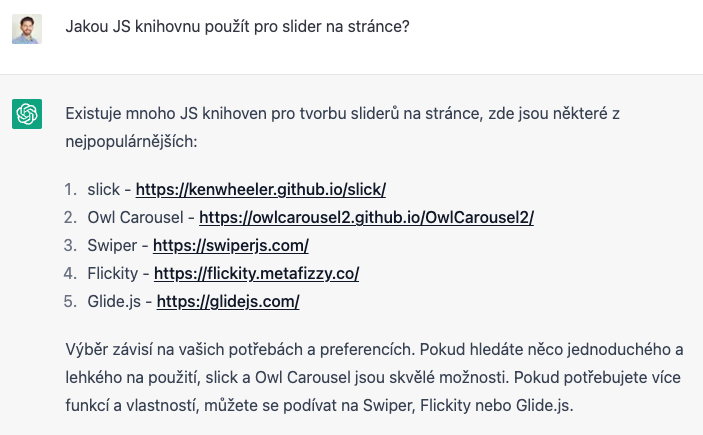 Jakou JS knihovnu použít pro slider na stránce?
Existuje mnoho JS knihoven pro tvorbu sliderů na stránce, zde jsou některé z
nejpopulárnějších:
1. slick - https://kenwheeler.github.io/slick/
2. Owl Carousel - https://owlcarousel2.github.io/OwlCarousel2/
3. Swiper - https://swiperjs.com/
4. Flickity - https://flickity.metafizzy.co/
5. Glide.js - https://glidejs.com/
Výběr závisí na vašich potřebách a preferencích. Pokud hledáte něco jednoduchého a
lehkého na použití, slick a Owl Carousel jsou skvělé možnosti. Pokud potřebujete více
funkcí a vlastností, můžete se podívat na Swiper, Flickity nebo Glide.js.